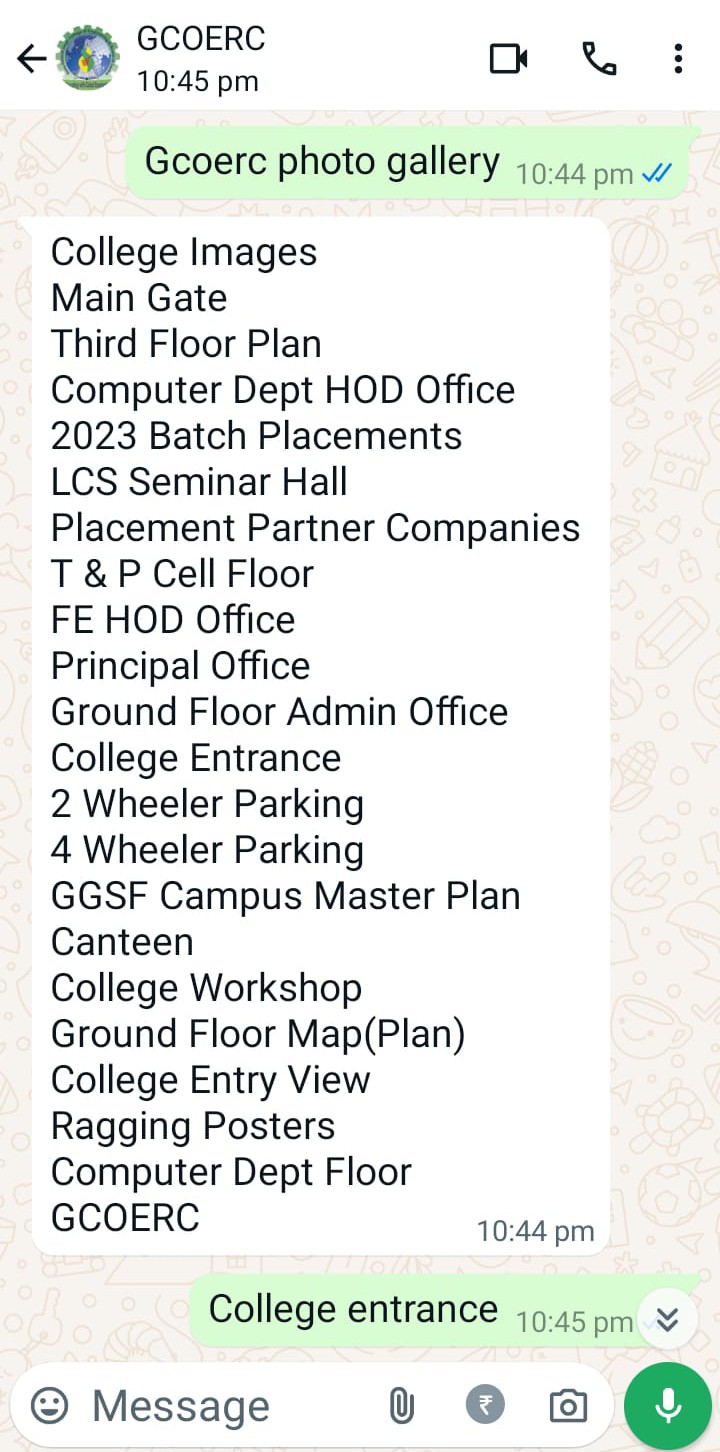 GCOERC
10:45 pm
Gcoerc photo gallery 10:44 pm
College Images
Main Gate
Third Floor Plan
Computer Dept HOD Office
2023 Batch Placements
LCS Seminar Hall
Placement Partner Companies
T & P Cell Floor
FE HOD Office
Principal Office
Ground Floor Admin Office
College Entrance
2 Wheeler Parking
4 Wheeler Parking
GGSF Campus Master Plan
Canteen
College Workshop
Ground Floor Map(Plan)
College Entry View
Ragging Posters
Computer Dept Floor
GCOERC
10:44 pm
College entrance 10:45 pm
Message ₹